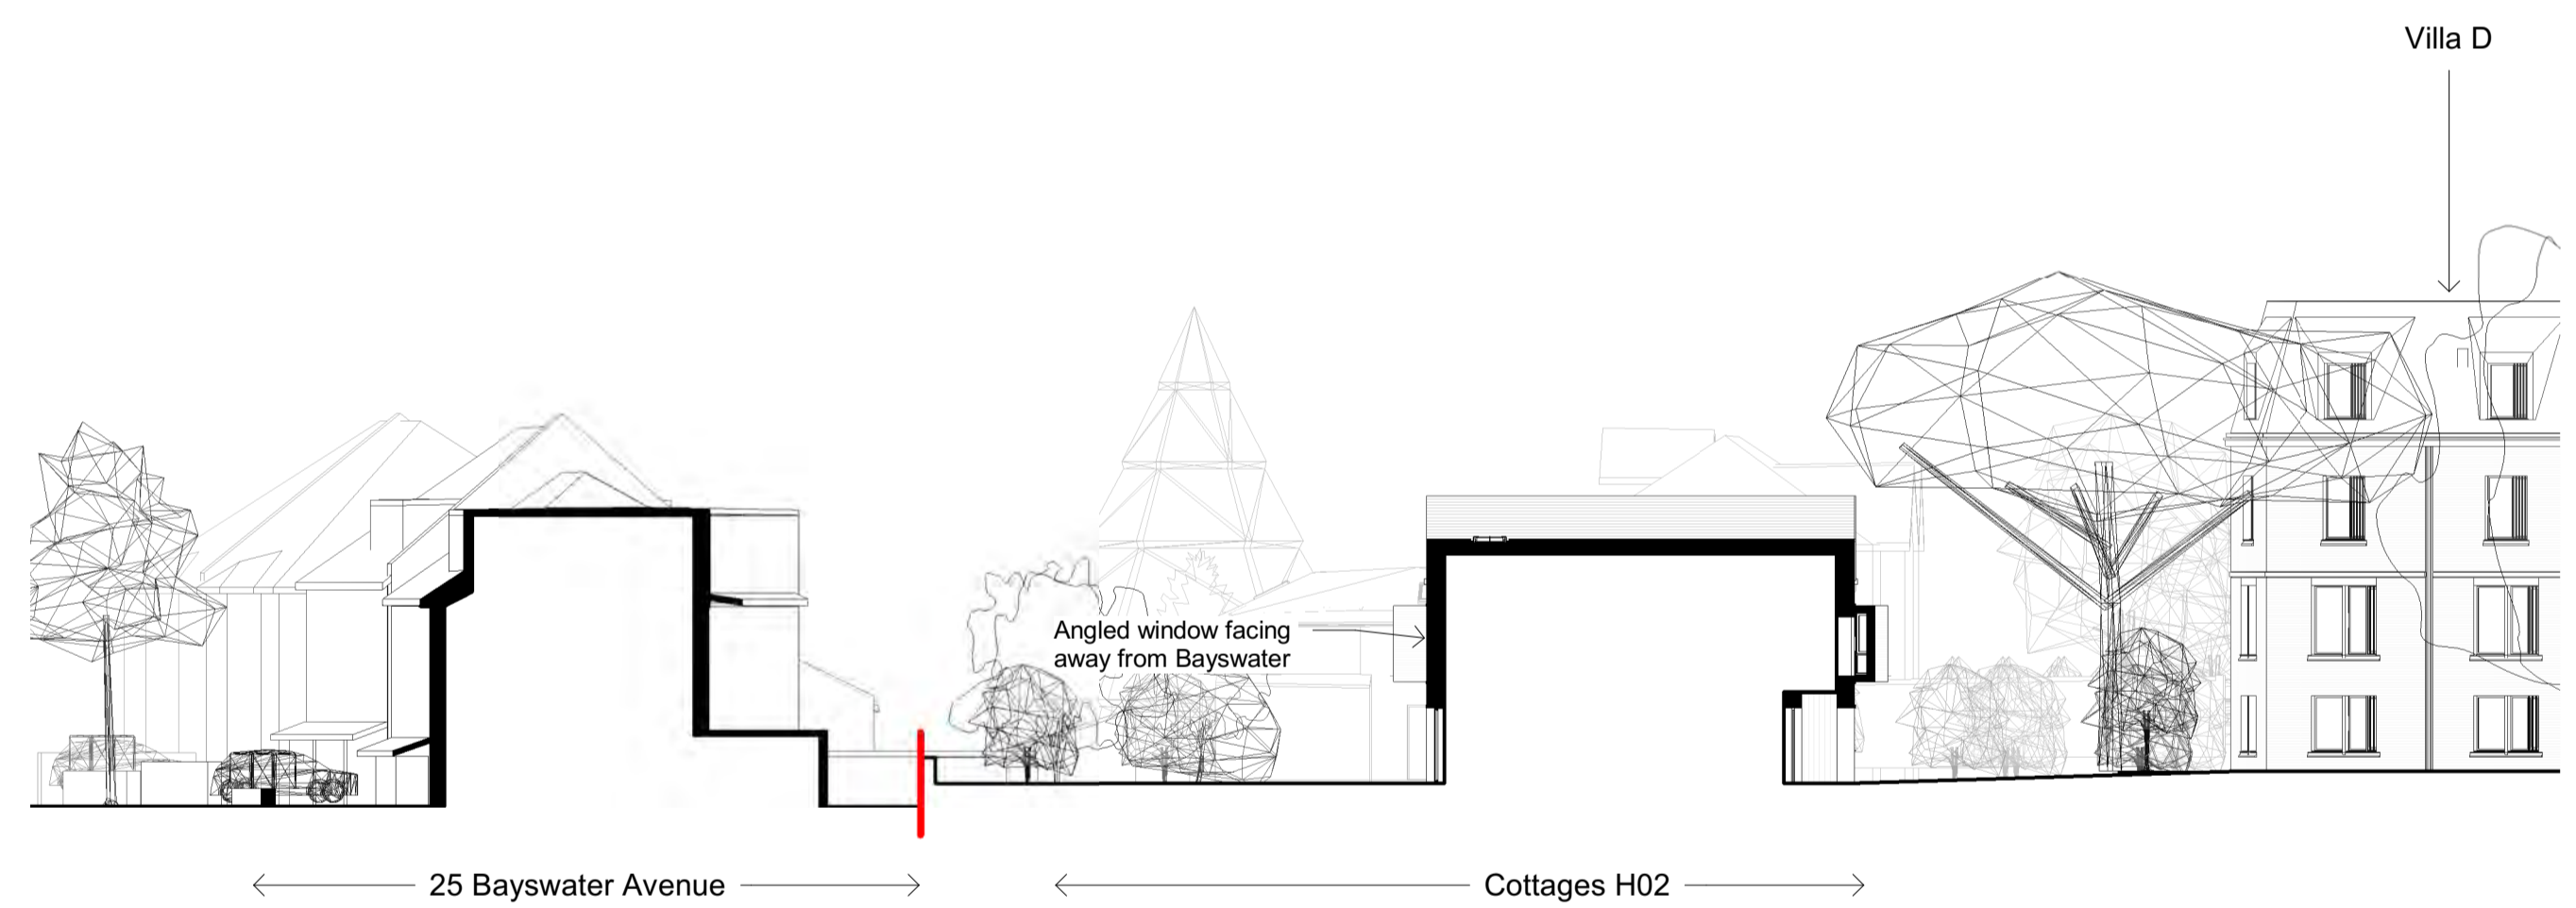 Villa D
Angled window facing
away from Bayswater
25 Bayswater Avenue
Cottages H02